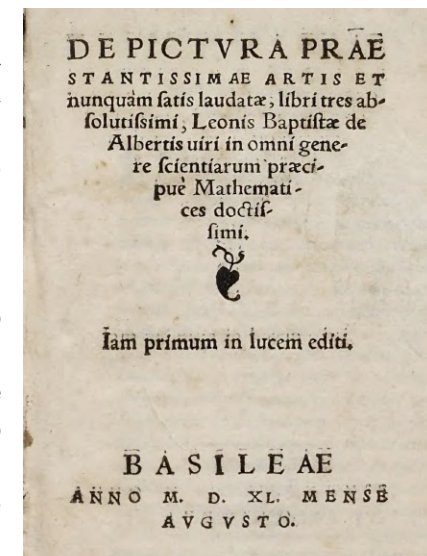 DE PICTVRA PRAE
STANTISSIMAE ARTIS ET
nunquàm ſatis laudatæ, libri tres ab-
ſolutiſsimi, Leonis Baptiſtæ de
Albertis uiri in omni gene-
re ſcientiarum præci-
puè Mathemati-
ces doctiſ-
ſimi.
Iam primum in lucem editi.
BASILEAE
ANNO M. D. XL. MENSE
AVGVSTO.